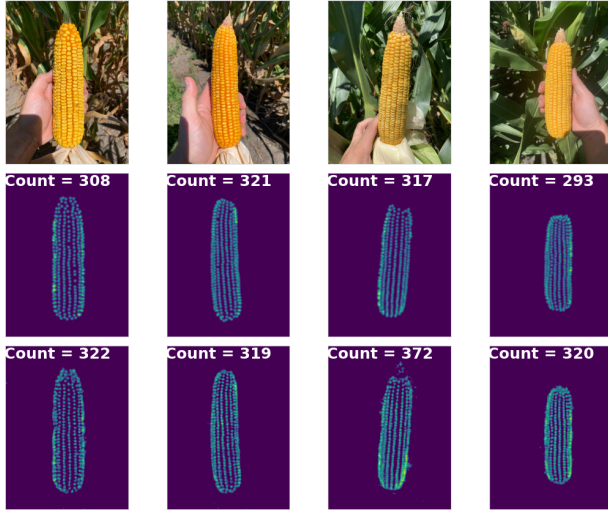 Count = 308
Count = 321
Count = 317
Count = 293
Count = 322
Count = 319
Count = 372
Count = 320